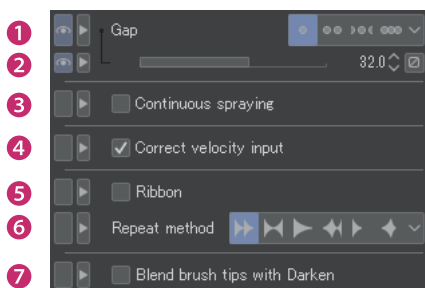 1 Gap
2 32.0
3 Continuous spraying
4 Correct velocity input
5 Ribbon
6 Repeat method
7 Blend brush tips with Darken